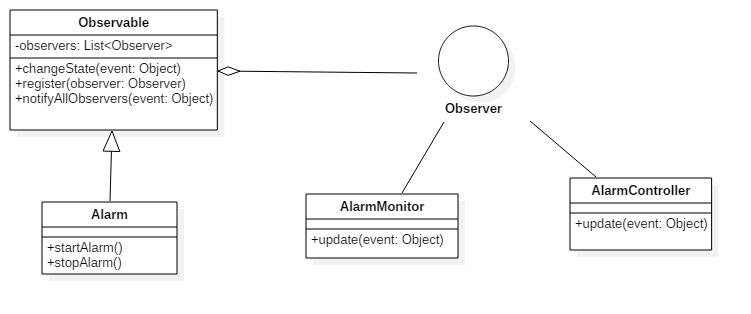 Observable
-observers: List<Observer>
+changeState(event: Object)
+register(observer: Observer)
+notifyAllObservers(event: Object)
Observer
Alarm
+startAlarm()
+stopAlarm()
AlarmMonitor
+update(event: Object)
AlarmController
+update(event: Object)